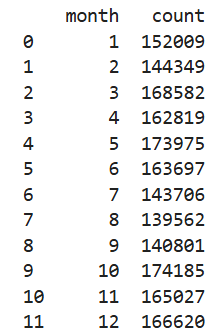 month count
0 1 152009
1 2 144349
2 3 168582
3 4 162819
4 5 173975
5 6 163697
6 7 143706
7 8 139562
8 9 140801
9 10 174185
10 11 165027
11 12 166620